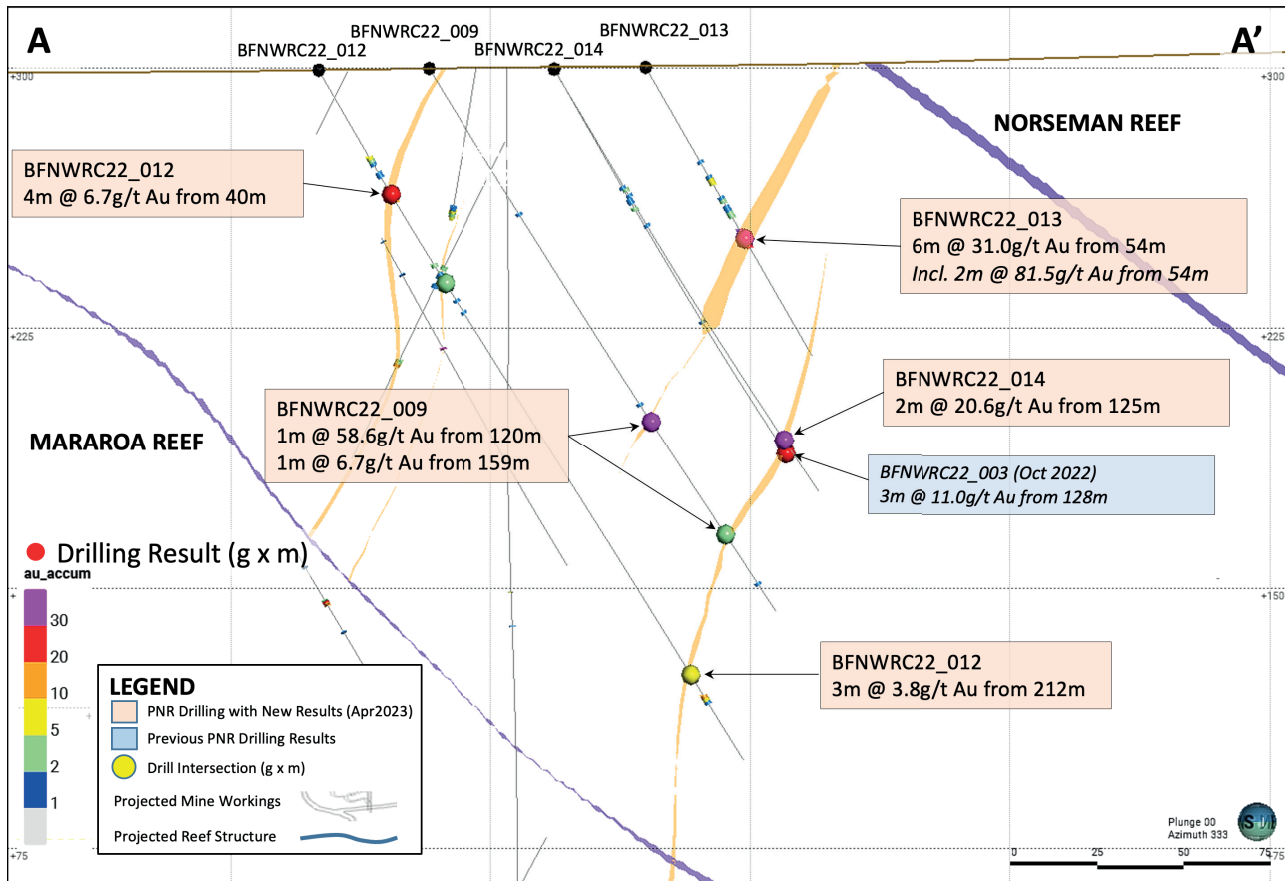 A
A'
BFNWRC22_012
BFNWRC22_009
BFNWRC22_014
BFNWRC22_013
+300
+300
NORSEMAN REEF
BFNWRC22_012
4m @ 6.7g/t Au from 40m
BFNWRC22_013
6m @ 31.0g/t Au from 54m
Incl. 2m @ 81.5g/t Au from 54m
+225
+225
BFNWRC22_014
2m @ 20.6g/t Au from 125m
BFNWRC22_009
1m @ 58.6g/t Au from 120m
1m @ 6.7g/t Au from 159m
MARAROA REEF
BFNWRC22_003 (Oct 2022)
3m @ 11.0g/t Au from 128m
Drilling Result (g x m)
au_accum
30
20
10
5
2
1
+
+150
BFNWRC22_012
3m @ 3.8g/t Au from 212m
LEGEND
PNR Drilling with New Results (Apr2023)
Previous PNR Drilling Results
Drill Intersection (g x m)
Projected Mine Workings
Projected Reef Structure
Plunge 00
Azimuth 333
0
25
50
75
+75